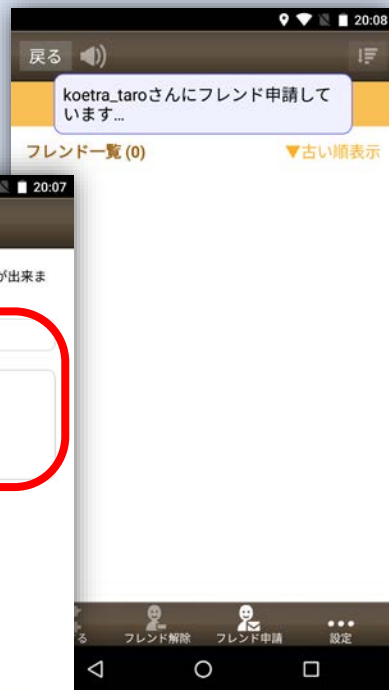 20:08
戻る
koetra_taroさんにフレンド申請して
います…
フレンド一覧 (0)
▼古い順表示
20:07
が出来ま
る
フレンド解除
フレンド申請
設定